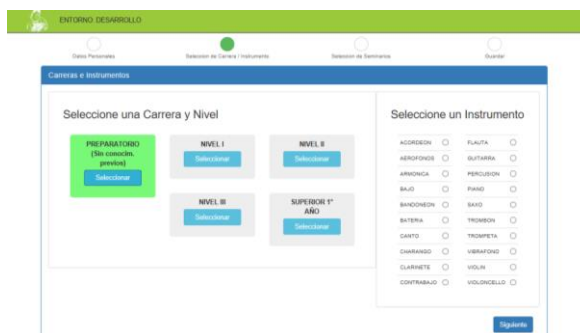 ENTORNO DESARROLLO
Datos Personales
Seleccion de Carrera / Instrumento
Seleccion de Seminarios
Guardar
Carreras e Instrumentos
Seleccione una Carrera y Nivel
PREPARATORIO
(Sin conocim.
previos)
Seleccionar
NIVEL I
Seleccionar
NIVEL II
Seleccionar
NIVEL III
Seleccionar
SUPERIOR 1°
AÑO
Seleccionar
Seleccione un Instrumento
ACORDEON
FLAUTA
AEROFONOS
GUITARRA
ARMONICA
PERCUSION
BAJO
PIANO
BANDONEON
SAXO
BATERIA
TROMBON
CANTO
TROMPETA
CHARANGO
VIBRAFONO
CLARINETE
VIOLIN
CONTRABAJO
VIOLONCELLO
Siguiente